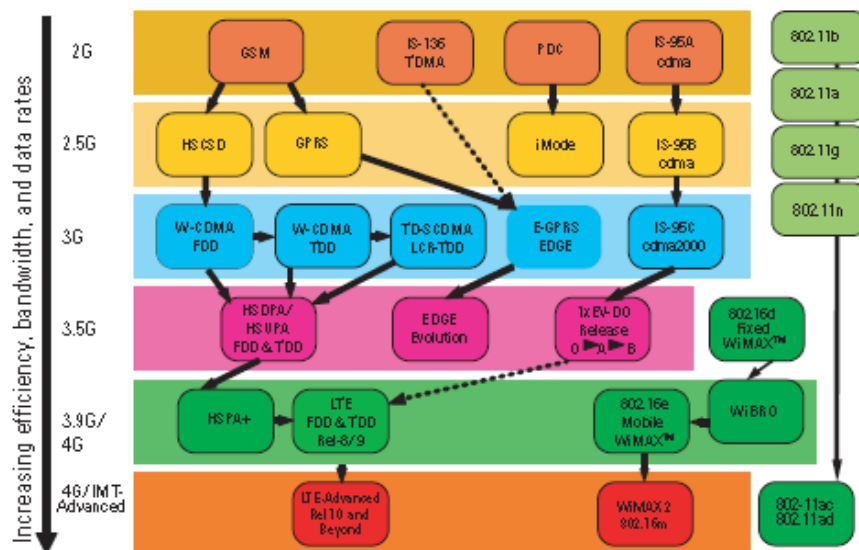 Increasing efficiency, bandwidth, and data rates
2G
GSM
IS-136
TDMA
PDC
IS-95A
cdma
802.11b
802.11a
2.5G
HSCSD
GPRS
iMode
IS-95B
cdma
802.11g
802.11n
3G
W-CDMA
FDD
W-CDMA
TDD
TD-SCDMA
LCR-TDD
E-GPRS
EDGE
IS-95C
cdma2000
3.5G
HSDPA/
HSUPA
FDD & TDD
EDGE
Evolution
1xEV-DO
Release
0 ► A ► B
802.16d
Fixed
WiMAX™
3.9G/
4G
HSPA+
LTE
FDD & TDD
Rel-8/9
802.16e
Mobile
WiMAX™
WiBRO
4G/IMT-
Advanced
LTE-Advanced
Rel 10 and
Beyond
WiMAX 2
802.16m
802-11ac
802.11ad